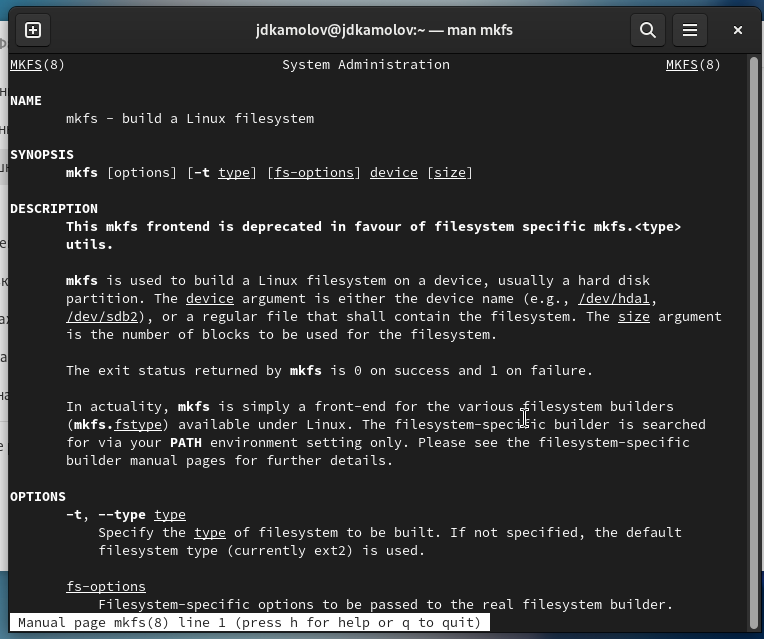 jdkamolov@jdkamolov:~ — man mkfs
MKFS(8) System Administration MKFS(8)
NAME
mkfs - build a Linux filesystem
SYNOPSIS
mkfs [options] [-t type] [fs-options] device [size]
DESCRIPTION
This mkfs frontend is deprecated in favour of filesystem specific mkfs.<type>
utils.
mkfs is used to build a Linux filesystem on a device, usually a hard disk
partition. The device argument is either the device name (e.g., /dev/hda1,
/dev/sdb2), or a regular file that shall contain the filesystem. The size argument
is the number of blocks to be used for the filesystem.
The exit status returned by mkfs is 0 on success and 1 on failure.
In actuality, mkfs is simply a front-end for the various filesystem builders
(mkfs.fstype) available under Linux. The filesystem-specific builder is searched
for via your PATH environment setting only. Please see the filesystem-specific
builder manual pages for further details.
OPTIONS
-t, --type type
Specify the type of filesystem to be built. If not specified, the default
filesystem type (currently ext2) is used.
fs-options
Filesystem-specific options to be passed to the real filesystem builder.
Manual page mkfs(8) line 1 (press h for help or q to quit)